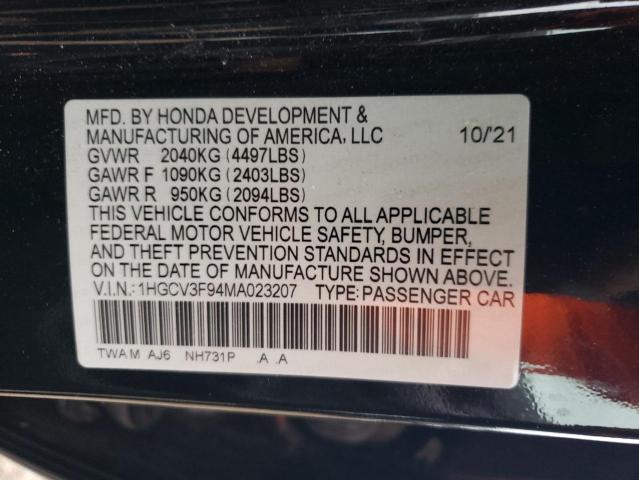 MFD. BY HONDA DEVELOPMENT &
MANUFACTURING OF AMERICA, LLC 10/'21
GVWR 2040KG (4497LBS)
GAWR F 1090KG (2403LBS)
GAWR R 950KG (2094LBS)
THIS VEHICLE CONFORMS TO ALL APPLICABLE
FEDERAL MOTOR VEHICLE SAFETY, BUMPER,
AND THEFT PREVENTION STANDARDS IN EFFECT
ON THE DATE OF MANUFACTURE SHOWN ABOVE.
V.I.N.: 1HGCV3F94MA023207 TYPE: PASSENGER CAR
TWA M AJ6 NH731P .A .A